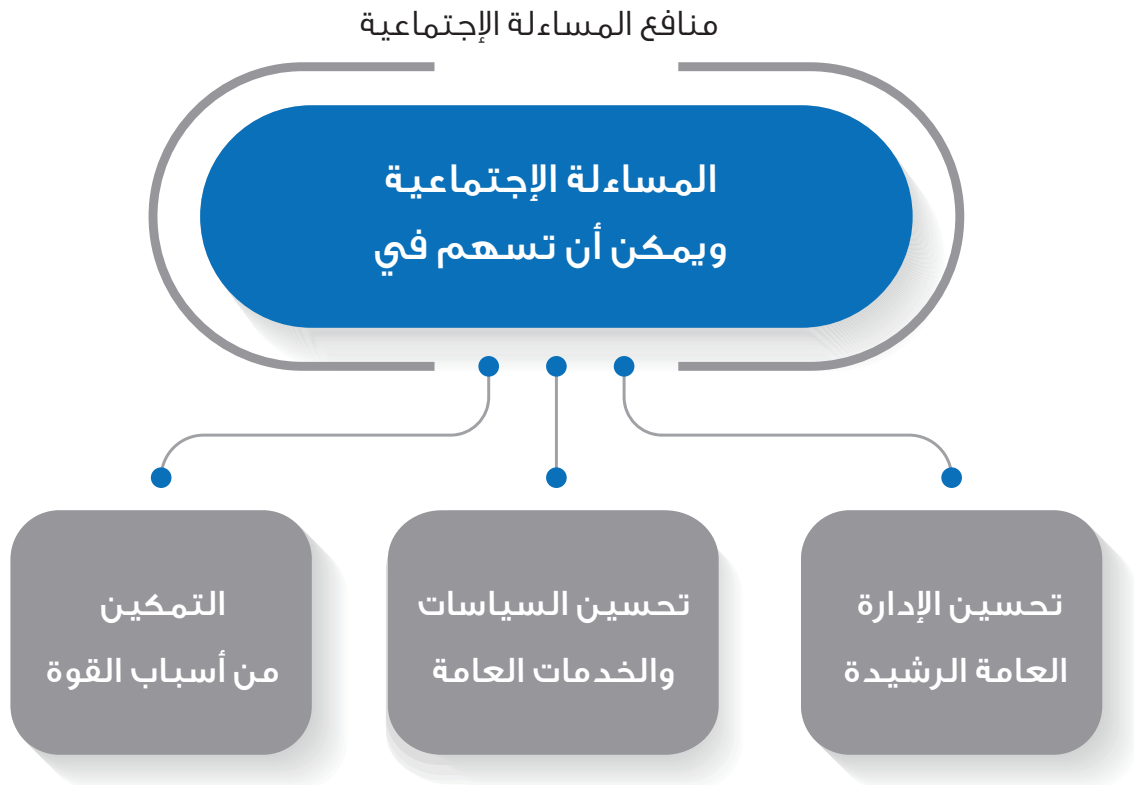 منافع المساءلة الإجتماعية
المساءلة الإجتماعية
ويمكن أن تسهم في
تحسين الإدارة
العامة الرشيدة
تحسين السياسات
والخدمات العامة
التمكين
من أسباب القوة